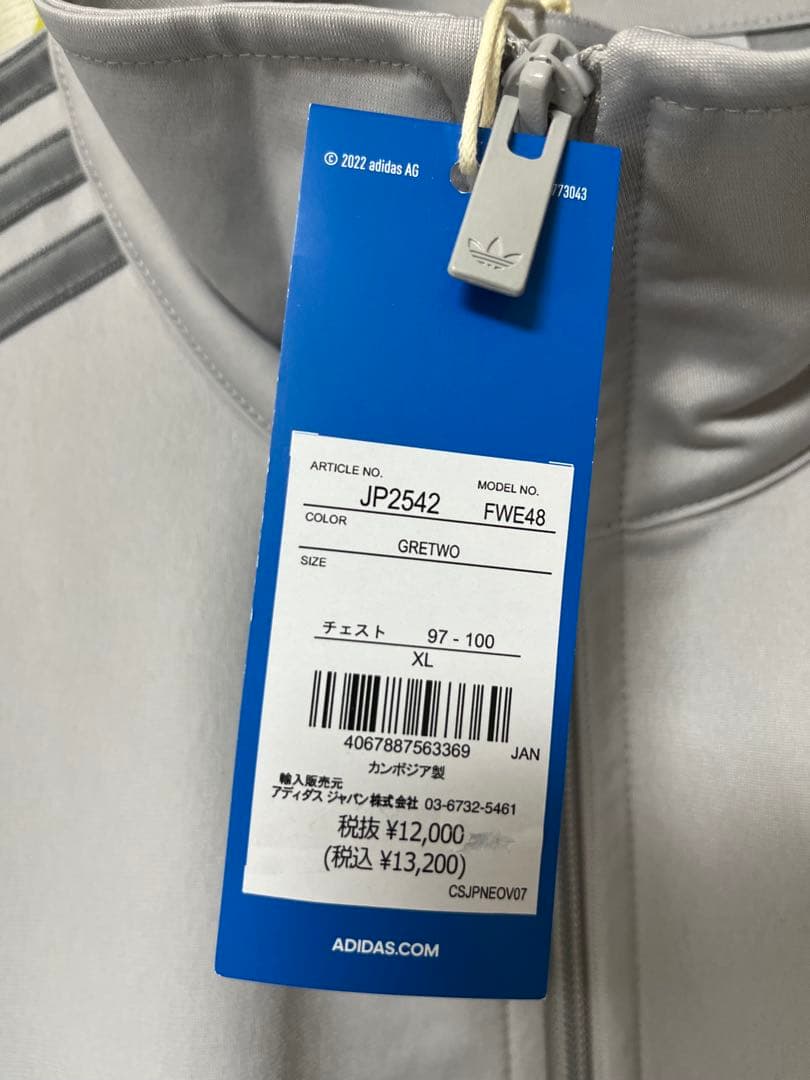 © 2022 adidas AG
773043
ARTICLE NO.
JP2542
MODEL NO.
FWE48
COLOR
GRETWO
SIZE
チェスト 97 - 100
XL
4067887563369 JAN
カンボジア製
輸入販売元
アディダス ジャパン株式会社 03-6732-5461
税抜 ¥12,000
(税込 ¥13,200)
CSJPNEOV07
ADIDAS.COM